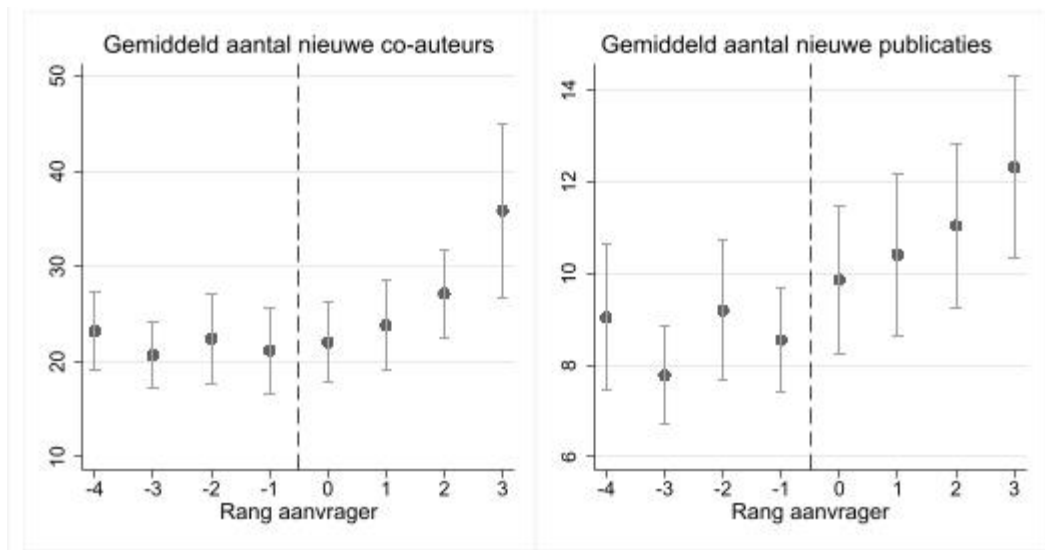 Gemiddeld aantal nieuwe co-auteurs
50
40
30
20
10
-4 -3 -2 -1 0 1 2 3
Rang aanvrager
Gemiddeld aantal nieuwe publicaties
14
12
10
8
6
-4 -3 -2 -1 0 1 2 3
Rang aanvrager